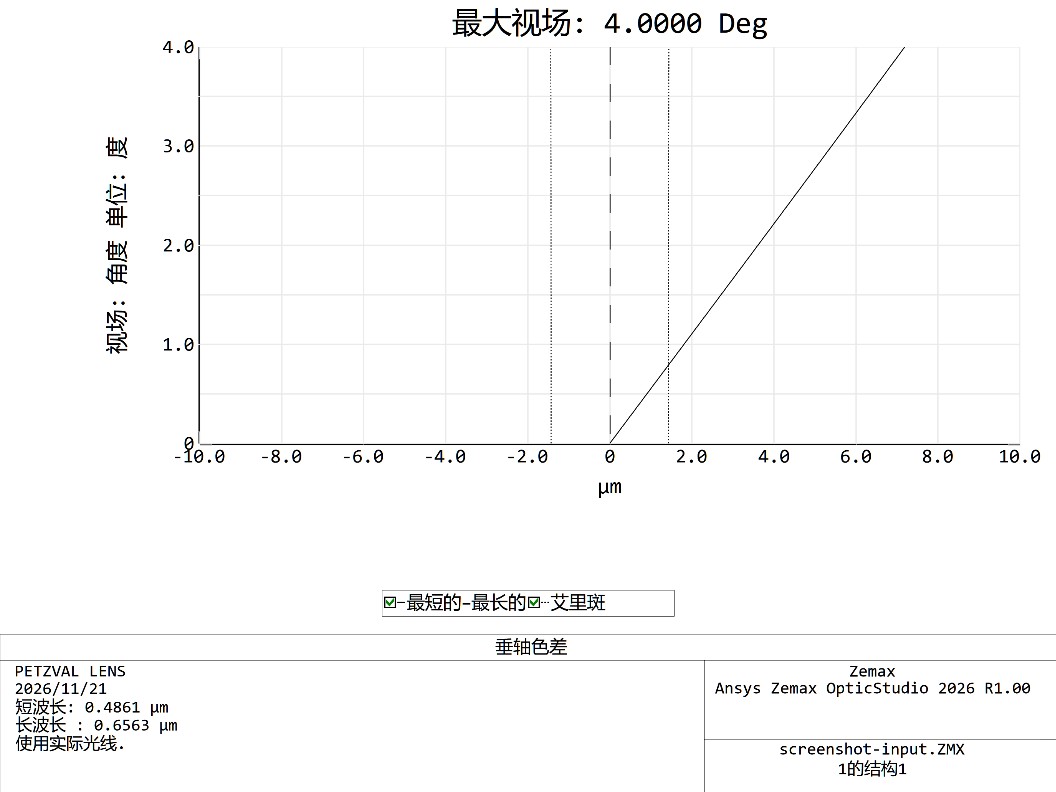 最大视场: 4.0000 Deg
视场: 角度 单位: 度
4.0
3.0
2.0
1.0
0
-10.0 -8.0 -6.0 -4.0 -2.0 0 2.0 4.0 6.0 8.0 10.0
µm
最短的-最长的 艾里斑
垂轴色差
PETZVAL LENS
2026/11/21
短波长: 0.4861 µm
长波长 : 0.6563 µm
使用实际光线.
Zemax
Ansys Zemax OpticStudio 2026 R1.00
screenshot-input.ZMX
1的结构1